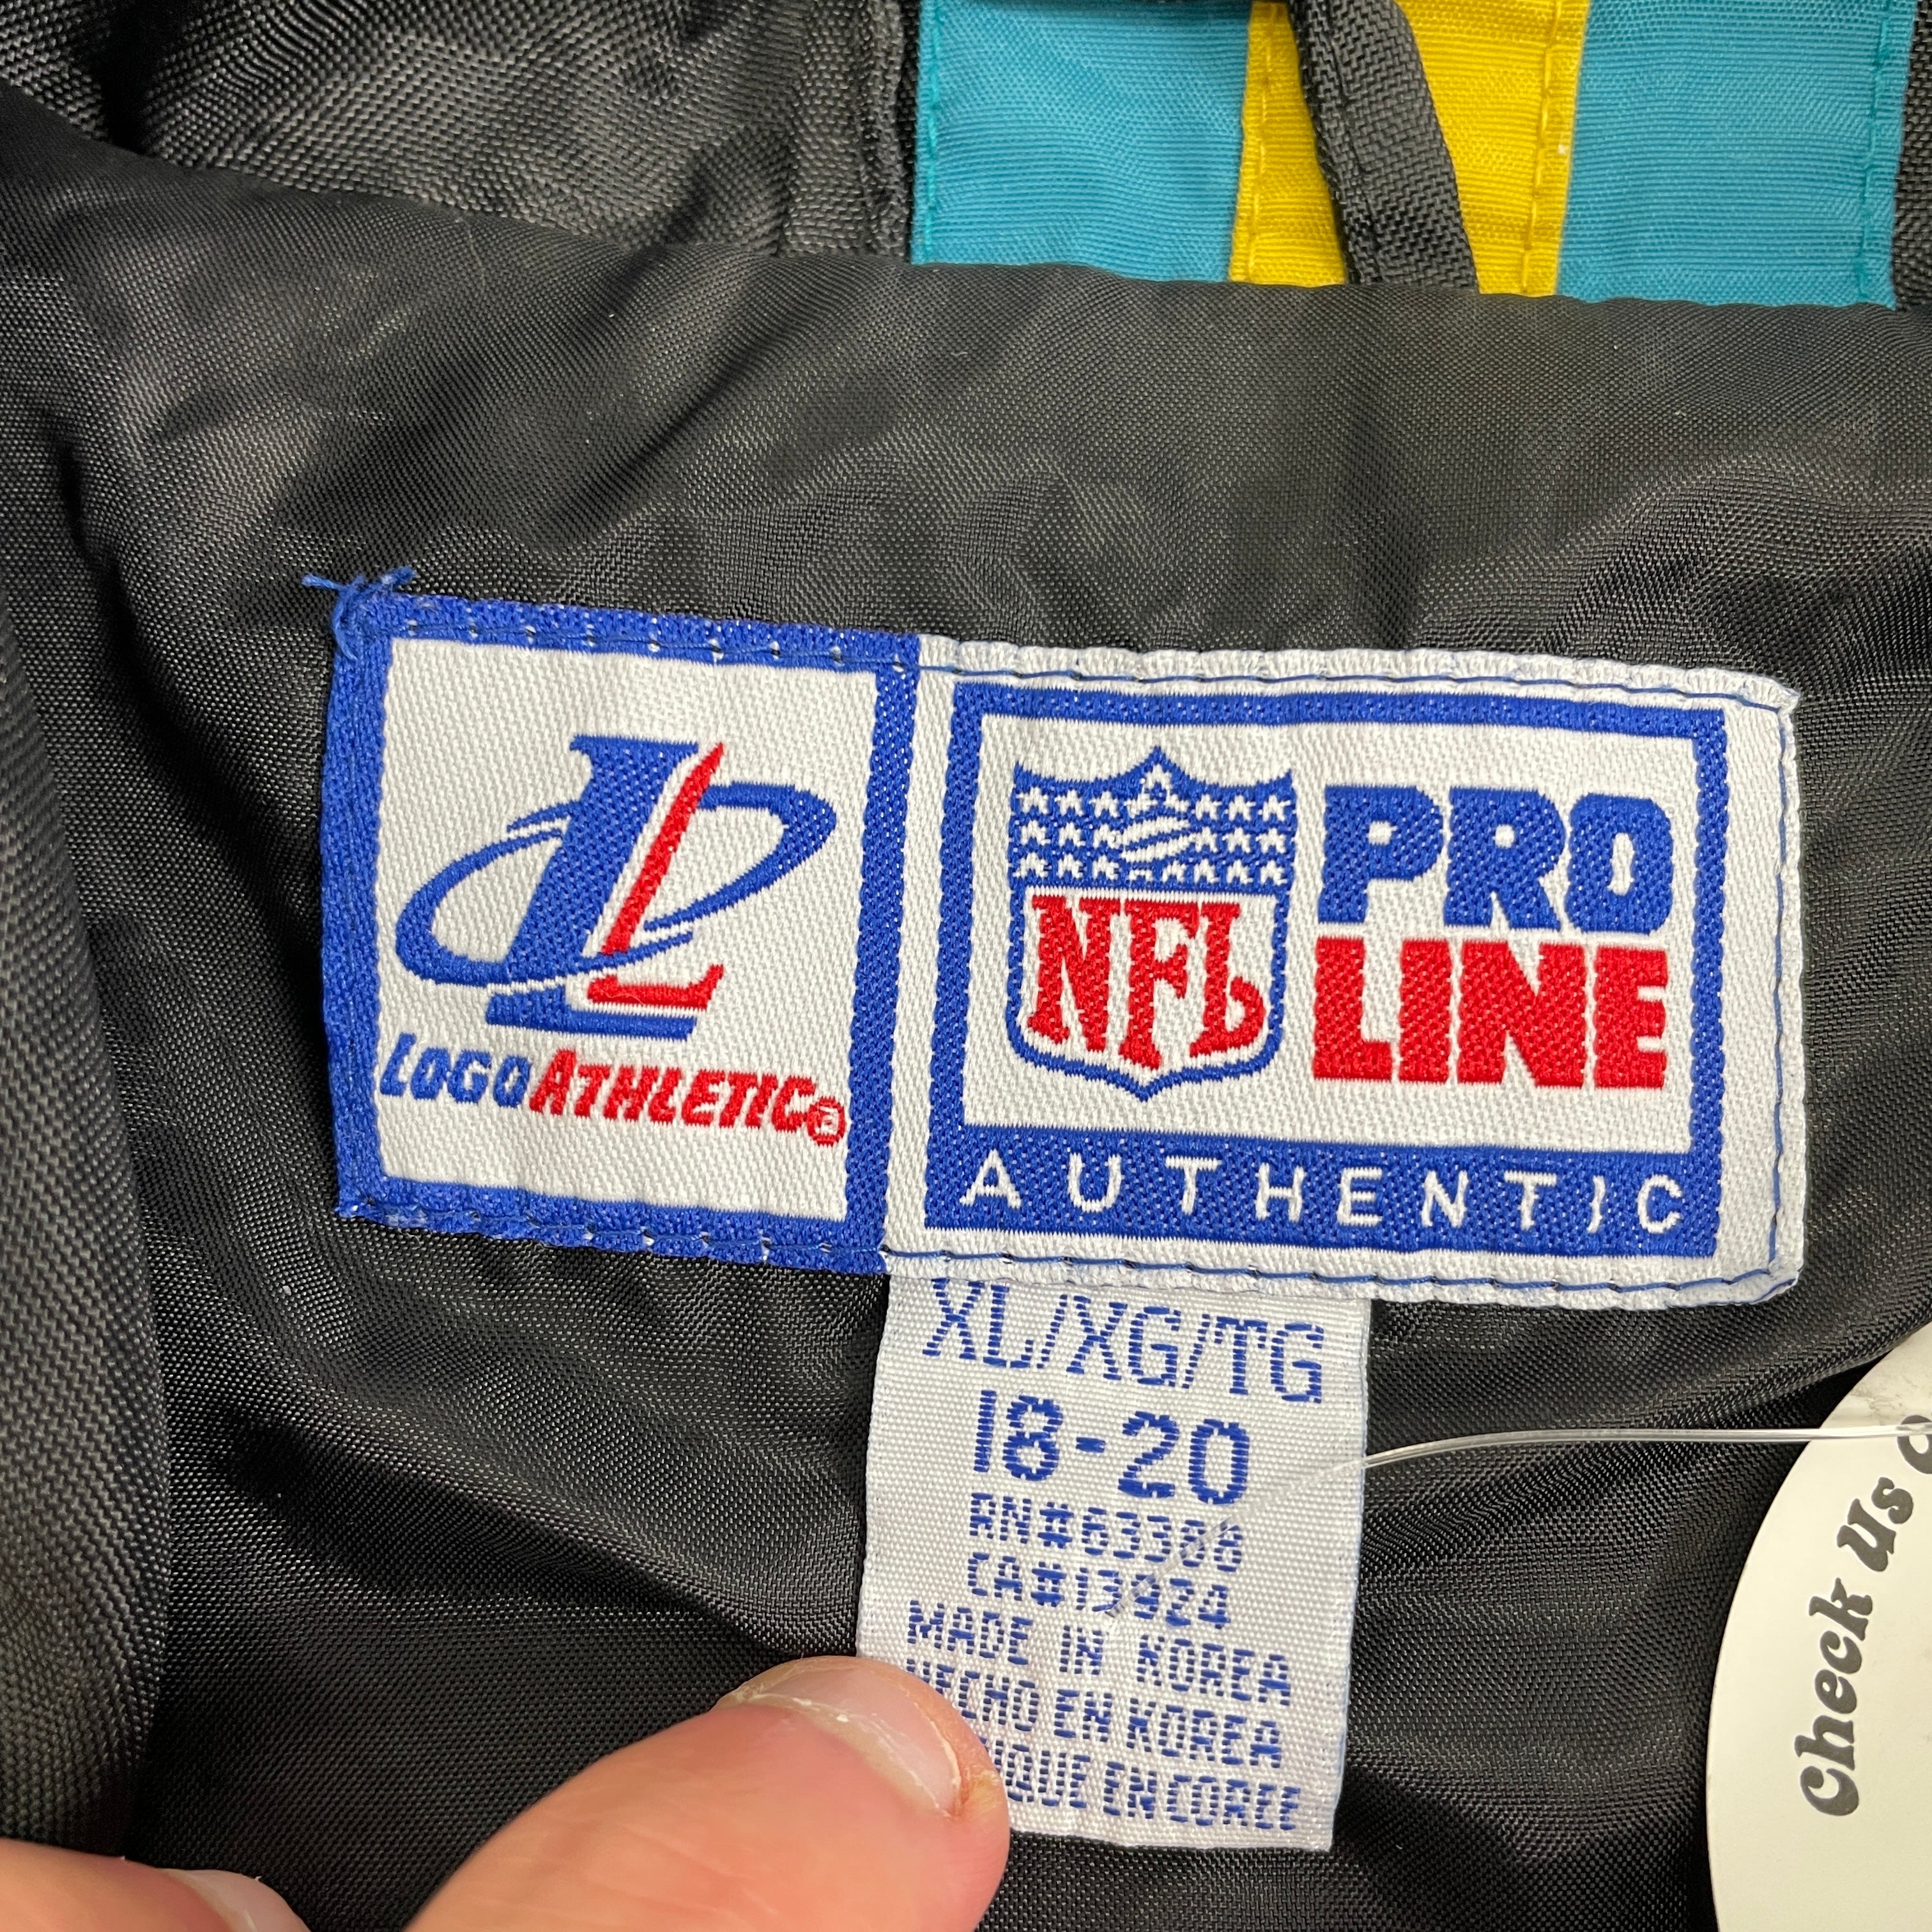 LOGO ATHLETIC
NFL
PRO
LINE
AUTHENTIC
XL/XG/TG
18-20
RN#63386
CA#13924
MADE IN KOREA
HECHO EN KOREA
EN COREE
Check Us